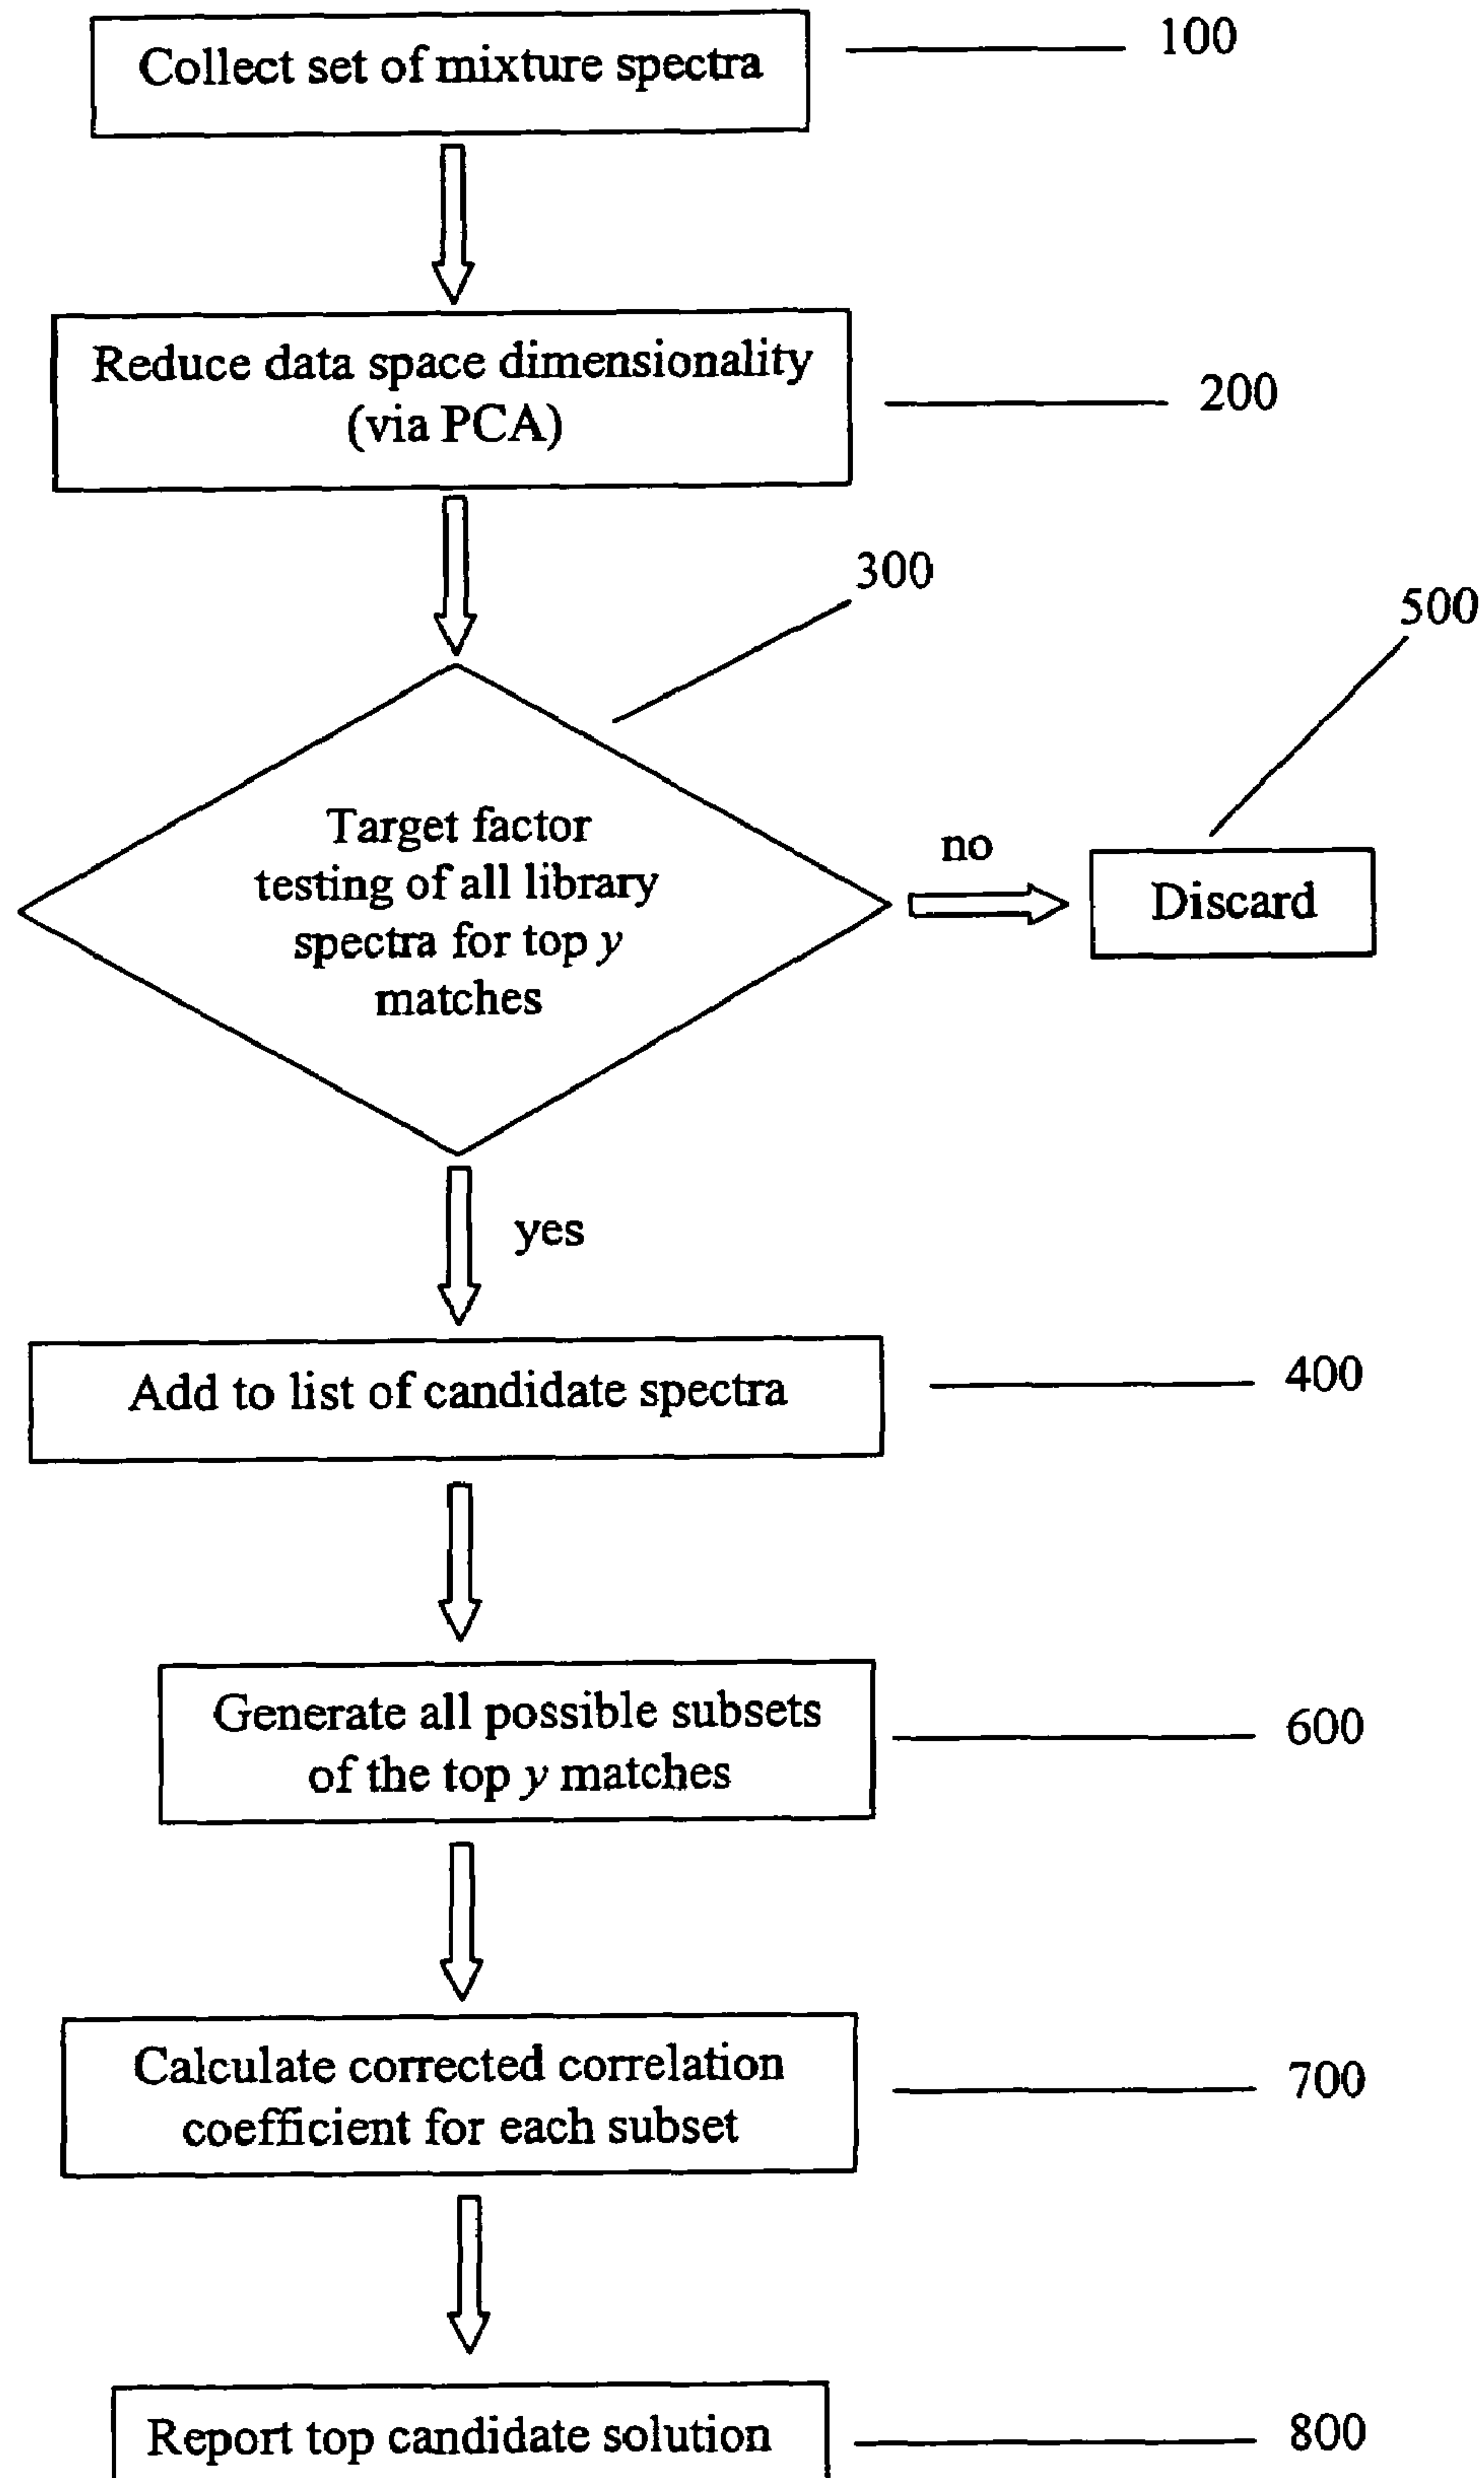 Collect set of mixture spectra
100
Reduce data space dimensionality
(via PCA)
200
300
500
Target factor
testing of all library
spectra for top y
matches
no
Discard
yes
Add to list of candidate spectra
400
Generate all possible subsets
of the top y matches
600
Calculate corrected correlation
coefficient for each subset
700
Report top candidate solution
800